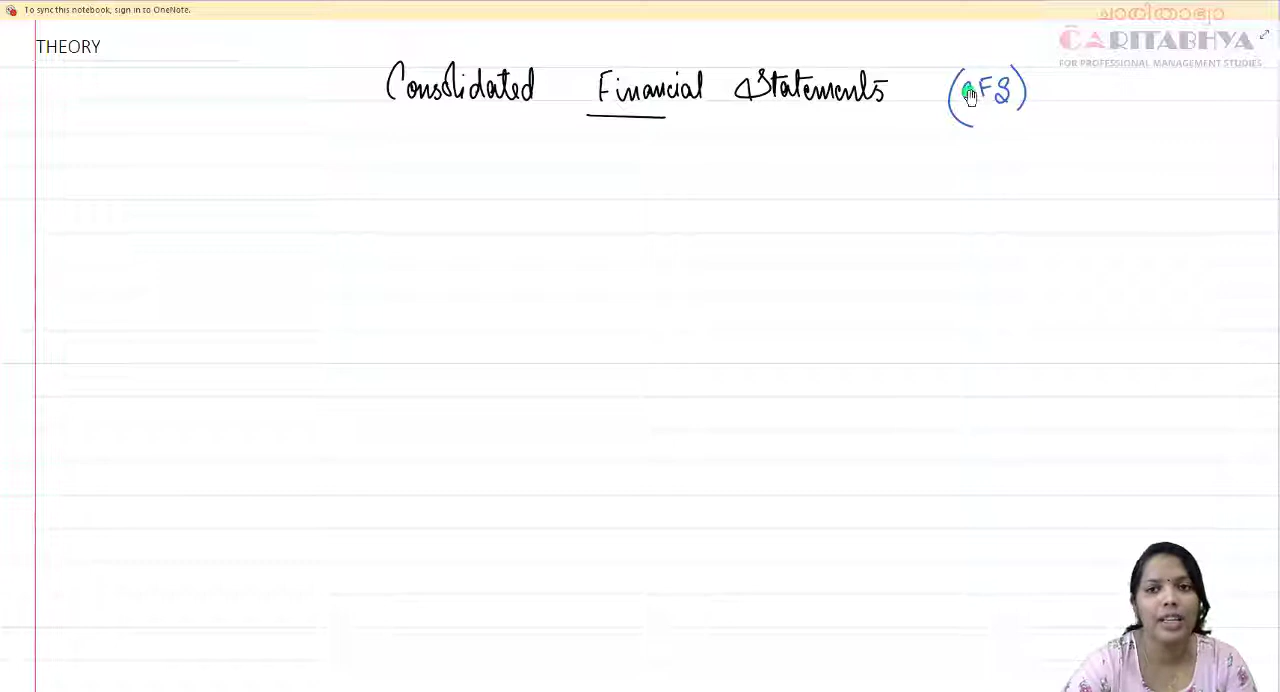 To sync this notebook, sign in to OneNote.
ചാരിതാഭ്യാ
CARITABHYA
FOR PROFESSIONAL MANAGEMENT STUDIES
THEORY
Consolidated Financial Statements (CFS)